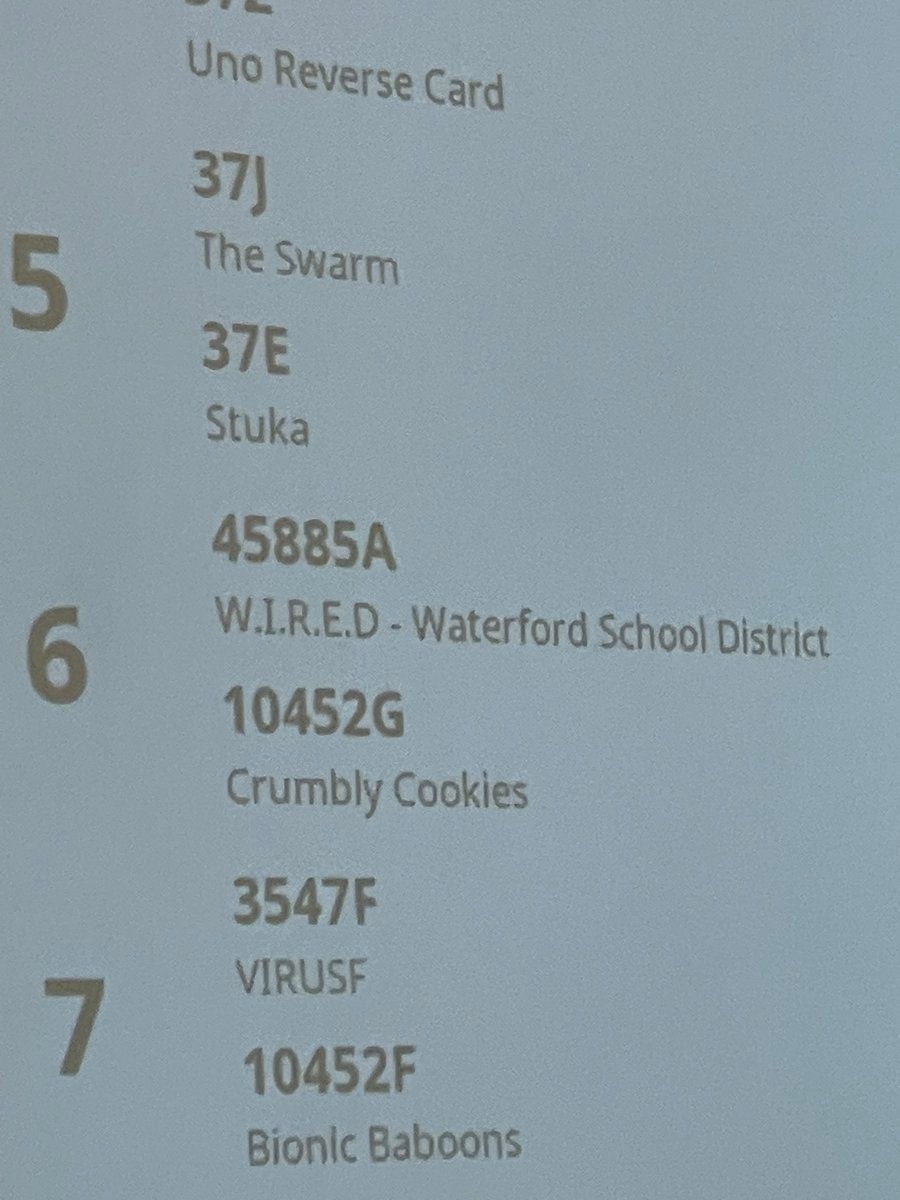 Uno Reverse Card
37J
The Swarm
5
37E
Stuka
45885A
W.I.R.E.D - Waterford School District
6
10452G
Crumbly Cookies
3547F
VIRUSF
7
10452F
Bionic Baboons